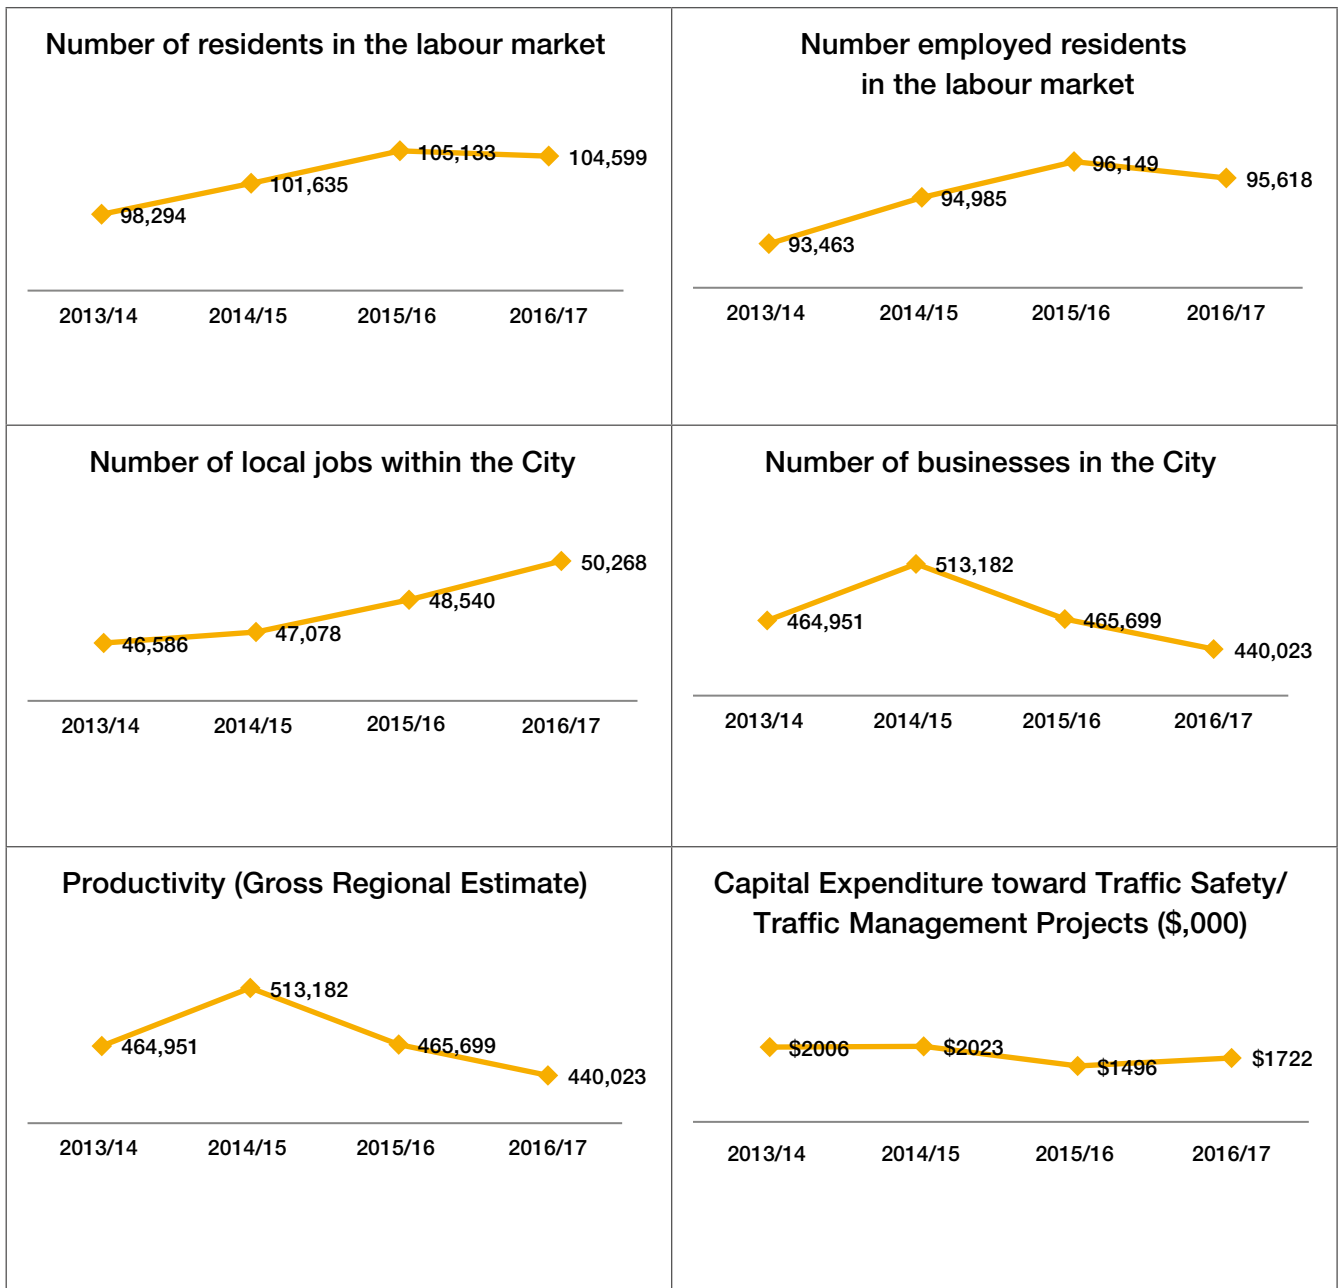 Number of residents in the labour market
98,294
101,635
105,133
104,599
2013/14 2014/15 2015/16 2016/17
Number employed residents
in the labour market
93,463
94,985
96,149
95,618
2013/14 2014/15 2015/16 2016/17
Number of local jobs within the City
46,586
47,078
48,540
50,268
2013/14 2014/15 2015/16 2016/17
Number of businesses in the City
464,951
513,182
465,699
440,023
2013/14 2014/15 2015/16 2016/17
Productivity (Gross Regional Estimate)
464,951
513,182
465,699
440,023
2013/14 2014/15 2015/16 2016/17
Capital Expenditure toward Traffic Safety/
Traffic Management Projects ($,000)
$2006
$2023
$1496
$1722
2013/14 2014/15 2015/16 2016/17